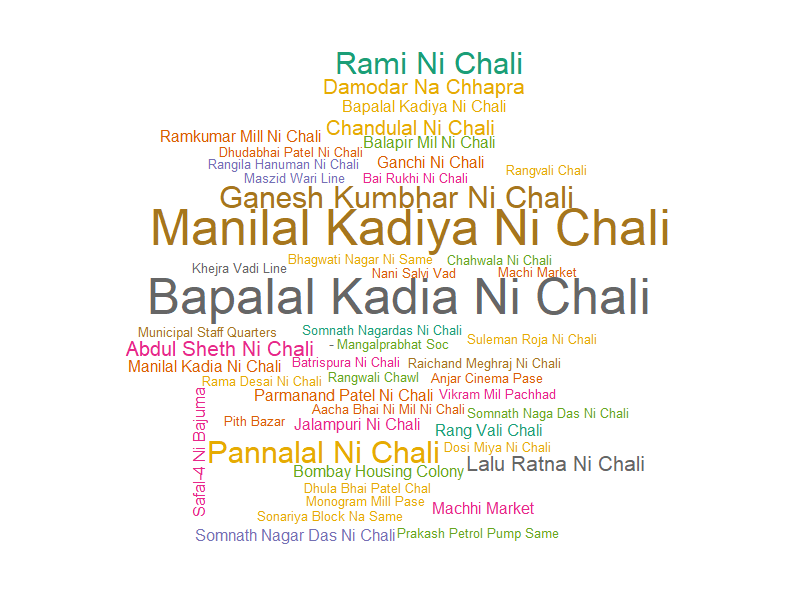 Rami Ni Chali
Damodar Na Chhapra
Bapalal Kadiya Ni Chali
Chandulal Ni Chali
Ramkumar Mill Ni Chali
Balapir Mil Ni Chali
Dhudabhai Patel Ni Chali
Rangila Hanuman Ni Chali
Ganchi Ni Chali
Rangvali Chali
Maszid Wari Line
Bai Rukhi Ni Chali
Ganesh Kumbhar Ni Chali
Manilal Kadiya Ni Chali
Bhagwati Nagar Ni Same
Chahwala Ni Chali
Khejra Vadi Line
Nani Salvi Vad
Machi Market
Bapalal Kadia Ni Chali
Municipal Staff Quarters
Somnath Nagardas Ni Chali
Suleman Roja Ni Chali
Abdul Sheth Ni Chali
- Mangalprabhat Soc
Manilal Kadia Ni Chali
Batrispura Ni Chali
Raichand Meghraj Ni Chali
Rama Desai Ni Chali
Rangwali Chawl
Anjar Cinema Pase
Parmanand Patel Ni Chali
Vikram Mil Pachhad
Aacha Bhai Ni Mil Ni Chali
Somnath Naga Das Ni Chali
Safal-4 Ni Bajuma
Pith Bazar
Jalampuri Ni Chali
Rang Vali Chali
Pannalal Ni Chali
Dosi Miya Ni Chali
Bombay Housing Colony
Lalu Ratna Ni Chali
Dhula Bhai Patel Chal
Monogram Mill Pase
Machhi Market
Sonariya Block Na Same
Somnath Nagar Das Ni Chali
Prakash Petrol Pump Same